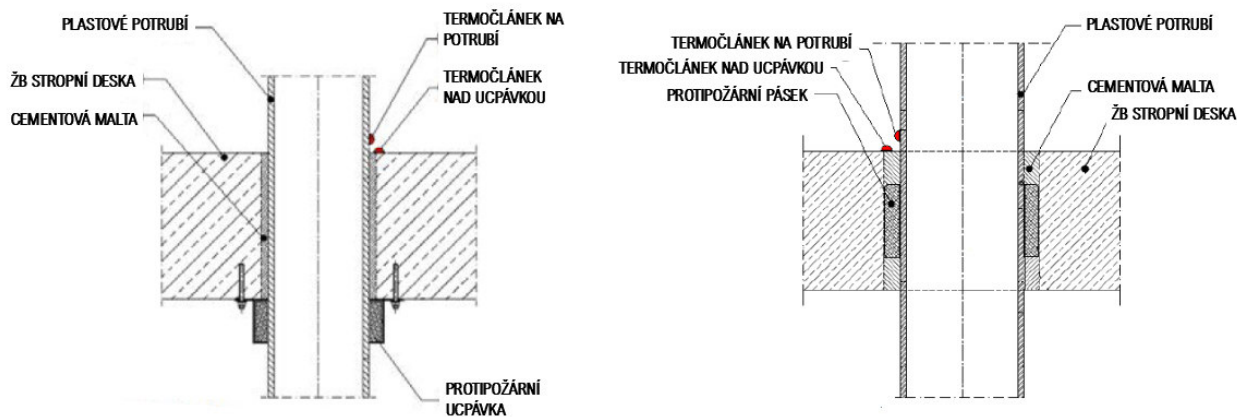 PLASTOVÉ POTRUBÍ
TERMOČLÁNEK NA
POTRUBÍ
ŽB STROPNÍ DESKA
TERMOČLÁNEK
NAD UCPÁVKOU
CEMENTOVÁ MALTA
PROTIPOŽÁRNÍ
UCPÁVKA
PLASTOVÉ POTRUBÍ
TERMOČLÁNEK NA POTRUBÍ
TERMOČLÁNEK NAD UCPÁVKOU
PROTIPOŽÁRNÍ PÁSEK
CEMENTOVÁ MALTA
ŽB STROPNÍ DESKA